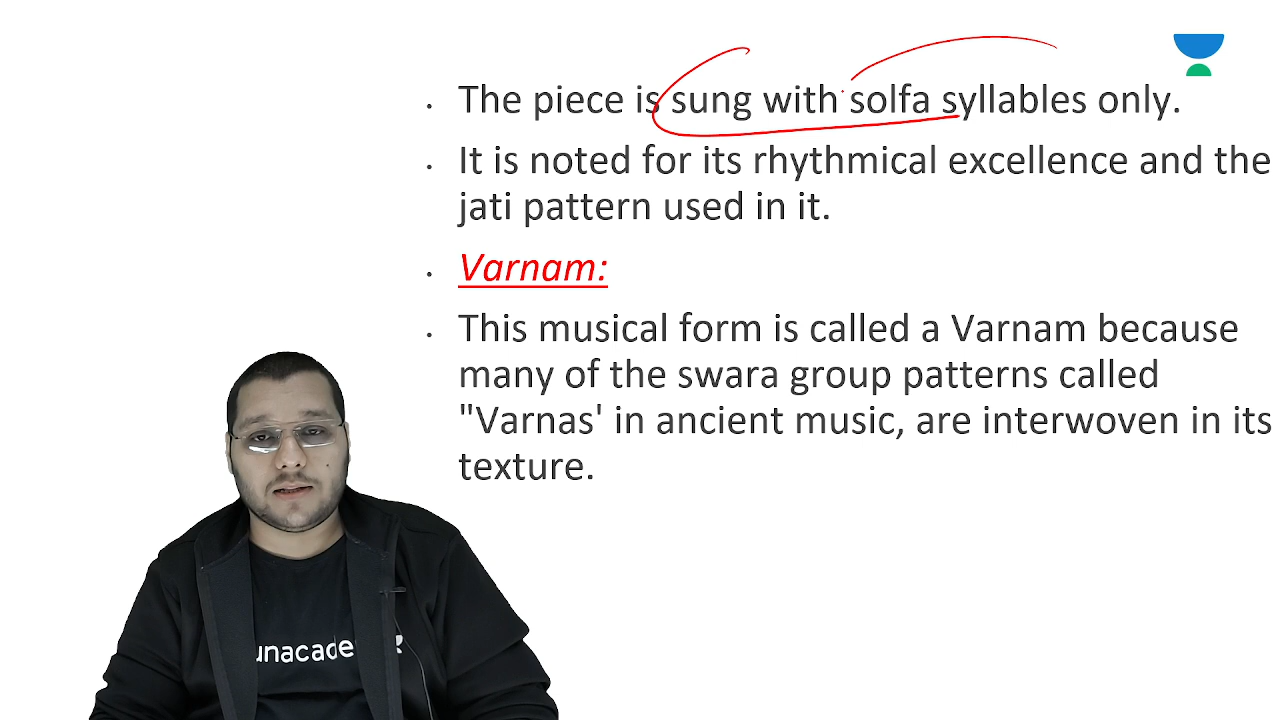 The piece is sung with solfa syllables only.
It is noted for its rhythmical excellence and the
jati pattern used in it.
Varnam:
This musical form is called a Varnam because
many of the swara group patterns called
"Varnas' in ancient music, are interwoven in its
texture.
unacade